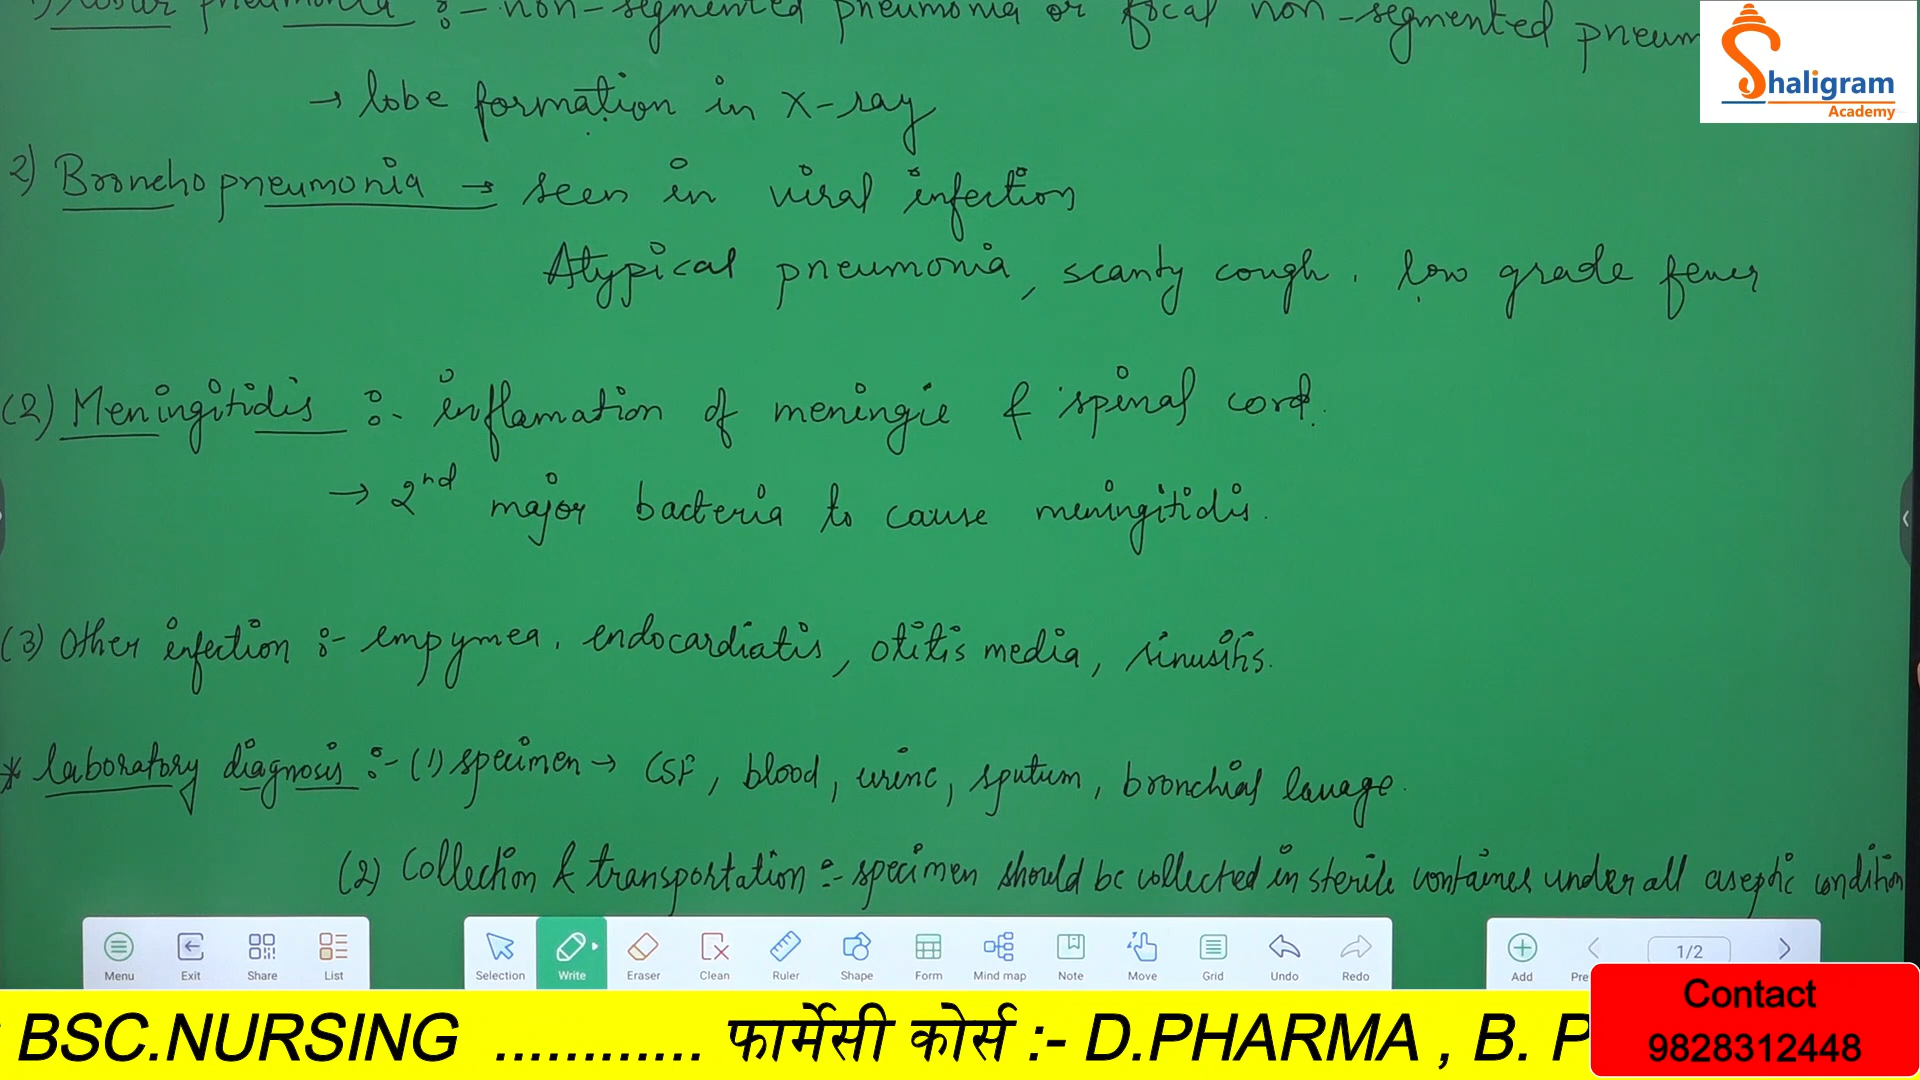 1) Lobar pneumonia :- non-segmented pneumonia or focal non-segmented pneum
→ lobe formation in x-ray
2) Bronchopneumonia → seen in viral infection
Atypical pneumonia, scanty cough, low grade fever
(2) Meningitidis :- inflamation of meningie & spinal cord.
→ 2nd major bacteria to cause meningitidis.
(3) Other infection :- empymea, endocardiatis, otitis media, sinusitis.
* laboratory diagnosis :- (1) specimen → CSF, blood, urine, sputum, bronchial lavage.
(2) Collection & transportation :- specimen should be collected in sterile container under all aseptic condition
Shaligram
Academy
Menu Exit Share List Selection Write Eraser Clean Ruler Shape Form Mind map Note Move Grid Undo Redo Add Pre 1/2
BSC.NURSING ............ फार्मेसी कोर्स :- D.PHARMA , B. P
Contact
9828312448